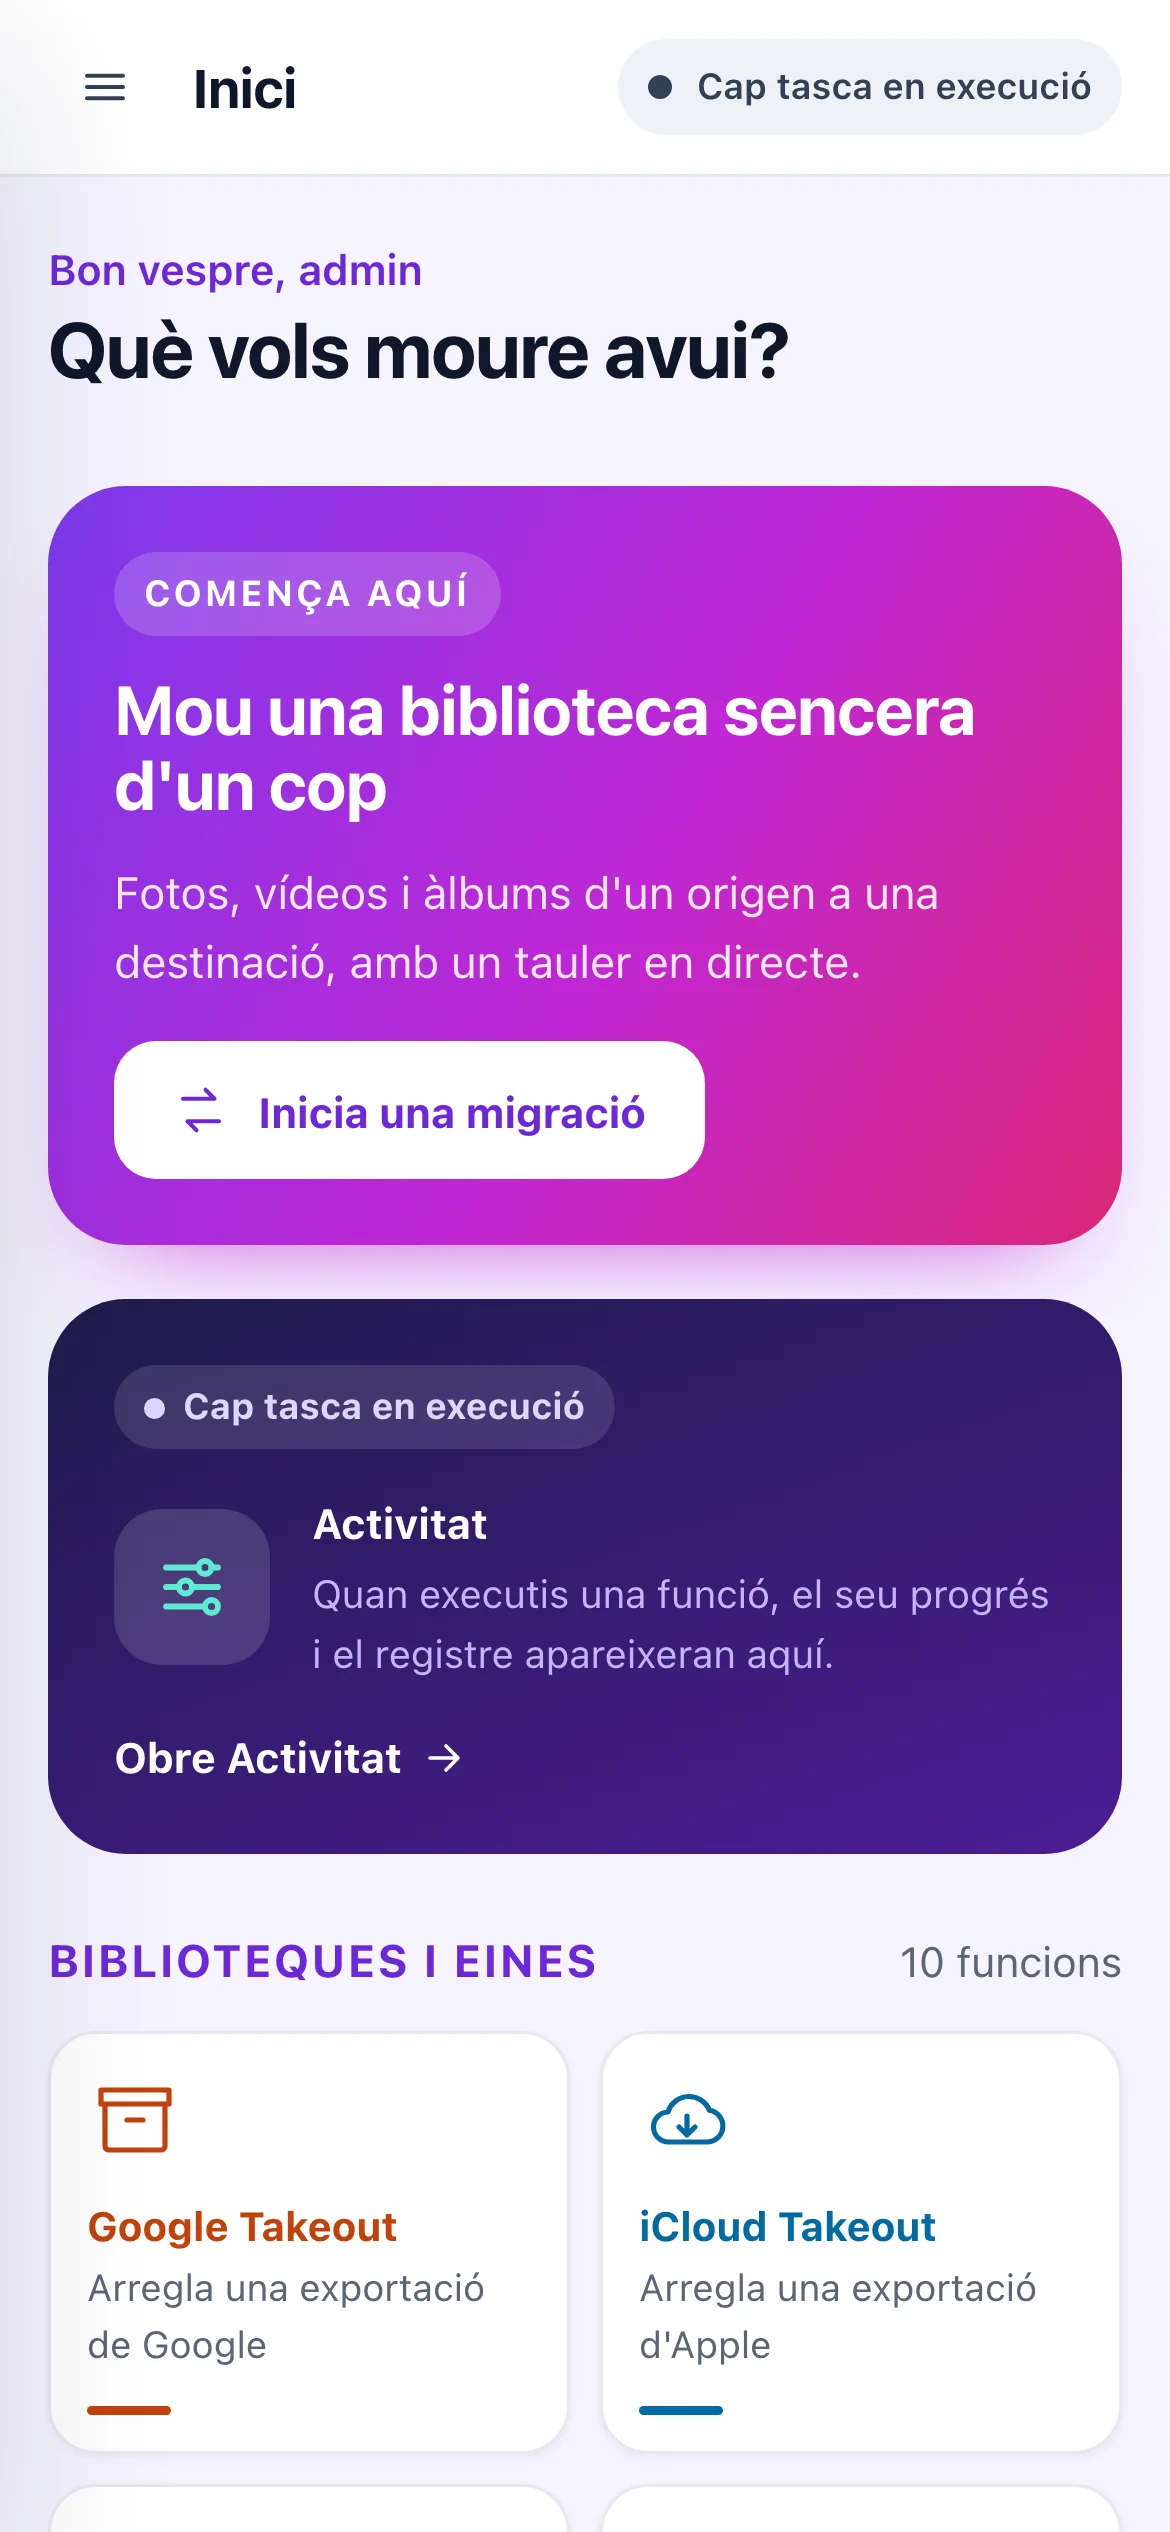 Inici
Cap tasca en execució
Bon vespre, admin
Què vols moure avui?
COMENÇA AQUÍ
Mou una biblioteca sencera
d'un cop
Fotos, vídeos i àlbums d'un origen a una
destinació, amb un tauler en directe.
Inicia una migració
Cap tasca en execució
Activitat
Quan executis una funció, el seu progrés
i el registre apareixeran aquí.
Obre Activitat
BIBLIOTEQUES I EINES
10 funcions
Google Takeout
Arregla una exportació
de Google
iCloud Takeout
Arregla una exportació
d'Apple